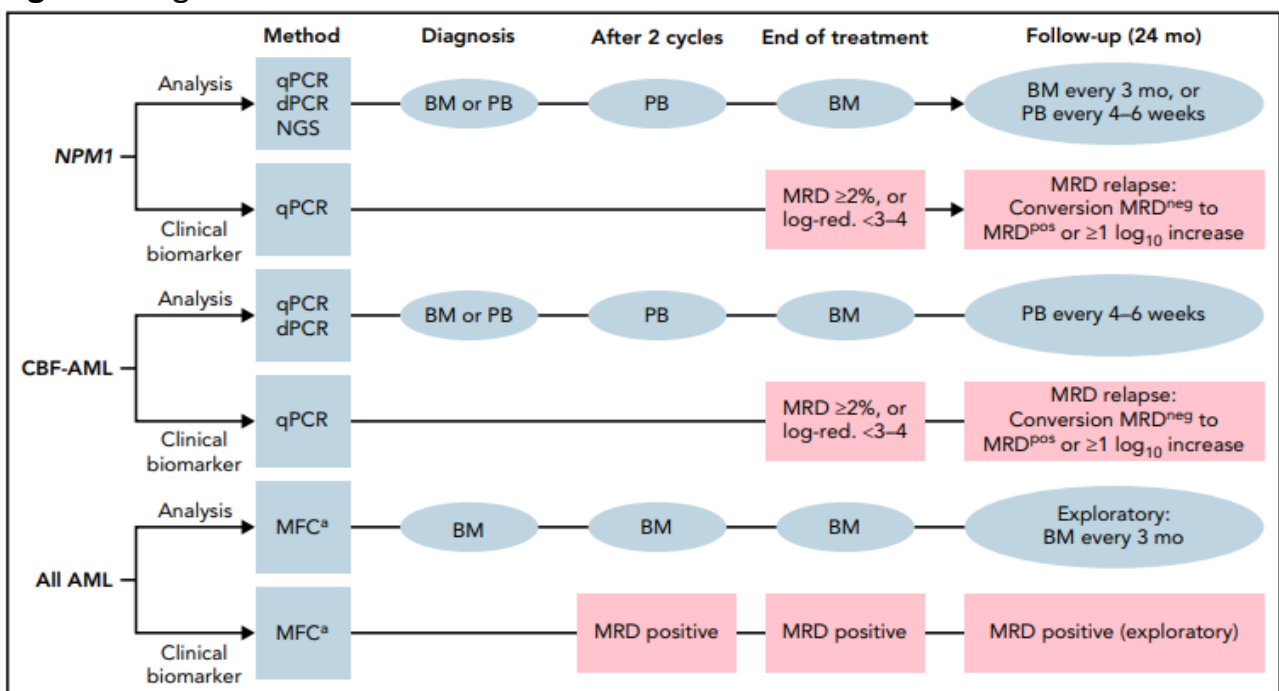 Method Diagnosis After 2 cycles End of treatment Follow-up (24 mo)
Analysis
qPCR
dPCR
NGS
BM or PB
PB
BM
BM every 3 mo, or
PB every 4–6 weeks
NPM1
Clinical
biomarker
qPCR
MRD ≥2%, or
log-red. <3–4
MRD relapse:
Conversion MRDneg to
MRDpos or ≥1 log10 increase
Analysis
qPCR
dPCR
BM or PB
PB
BM
PB every 4–6 weeks
CBF-AML
Clinical
biomarker
qPCR
MRD ≥2%, or
log-red. <3–4
MRD relapse:
Conversion MRDneg to
MRDpos or ≥1 log10 increase
Analysis
MFCa
BM
BM
BM
Exploratory:
BM every 3 mo
All AML
Clinical
biomarker
MFCa
MRD positive
MRD positive
MRD positive (exploratory)